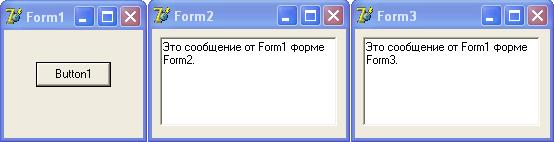 Form1
Button1
Form2
Это сообщение от Form1 форме
Form2.
Form3
Это сообщение от Form1 форме
Form3.